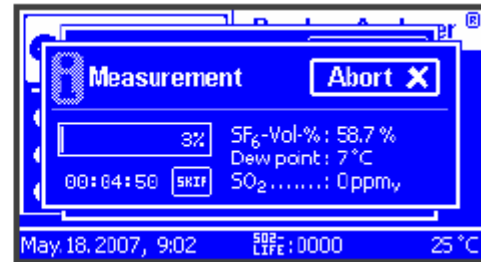 ®
Measurement
Abort X
3%
SF6-Vol-%: 58.7 %
Dew point: 7°C
00:04:50 SKIP SO2.......: 0ppmv
May.18.2007, 9:02 SO2-LIFE:0000 25°C